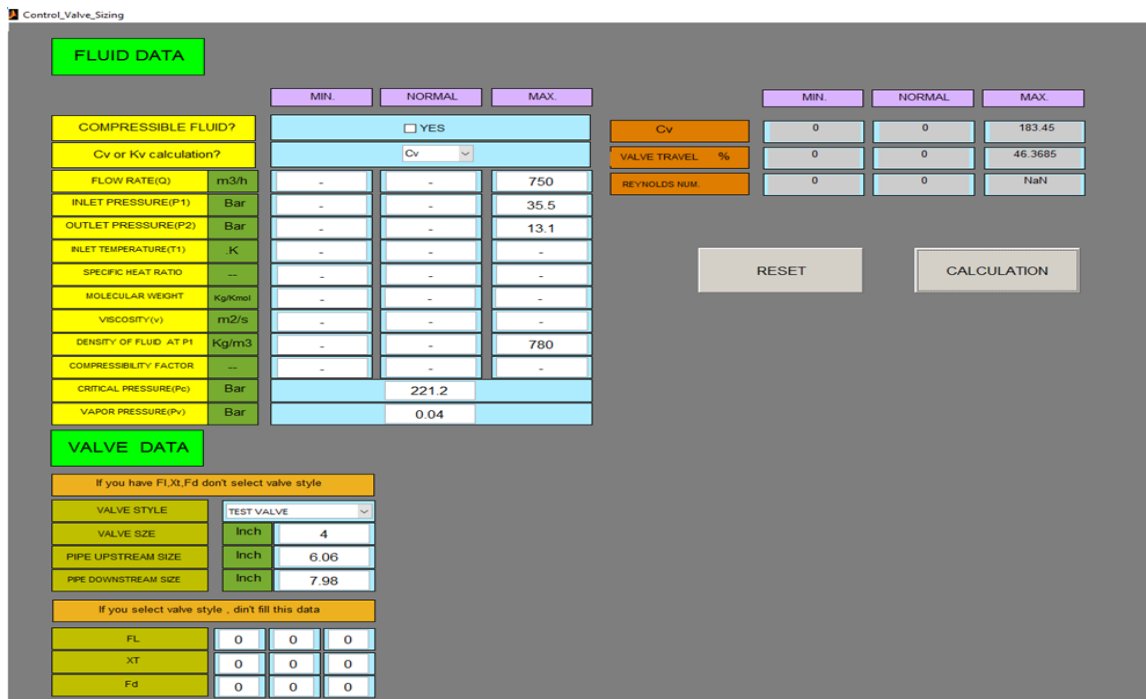 Control_Valve_Sizing
FLUID DATA
MIN. NORMAL MAX. MIN. NORMAL MAX.
COMPRESSIBLE FLUID? YES Cv 0 0 183.45
Cv or Kv calculation? Cv VALVE TRAVEL % 0 0 46.3685
FLOW RATE(Q) m3/h - - 750 REYNOLDS NUM. 0 0 NaN
INLET PRESSURE(P1) Bar - - 35.5
OUTLET PRESSURE(P2) Bar - - 13.1
INLET TEMPERATURE(T1) .K - - -
SPECIFIC HEAT RATIO -- - - - RESET CALCULATION
MOLECULAR WEIGHT Kg/Kmol - - -
VISCOSITY(v) m2/s - - -
DENSITY OF FLUID AT P1 Kg/m3 - - 780
COMPRESSIBILITY FACTOR -- - - -
CRITICAL PRESSURE(Pc) Bar 221.2
VAPOR PRESSURE(Pv) Bar 0.04
VALVE DATA
If you have Fl,Xt,Fd don't select valve style
VALVE STYLE TEST VALVE
VALVE SZE Inch 4
PIPE UPSTREAM SIZE Inch 6.06
PIPE DOWNSTREAM SIZE Inch 7.98
If you select valve style , din't fill this data
FL 0 0 0
XT 0 0 0
Fd 0 0 0